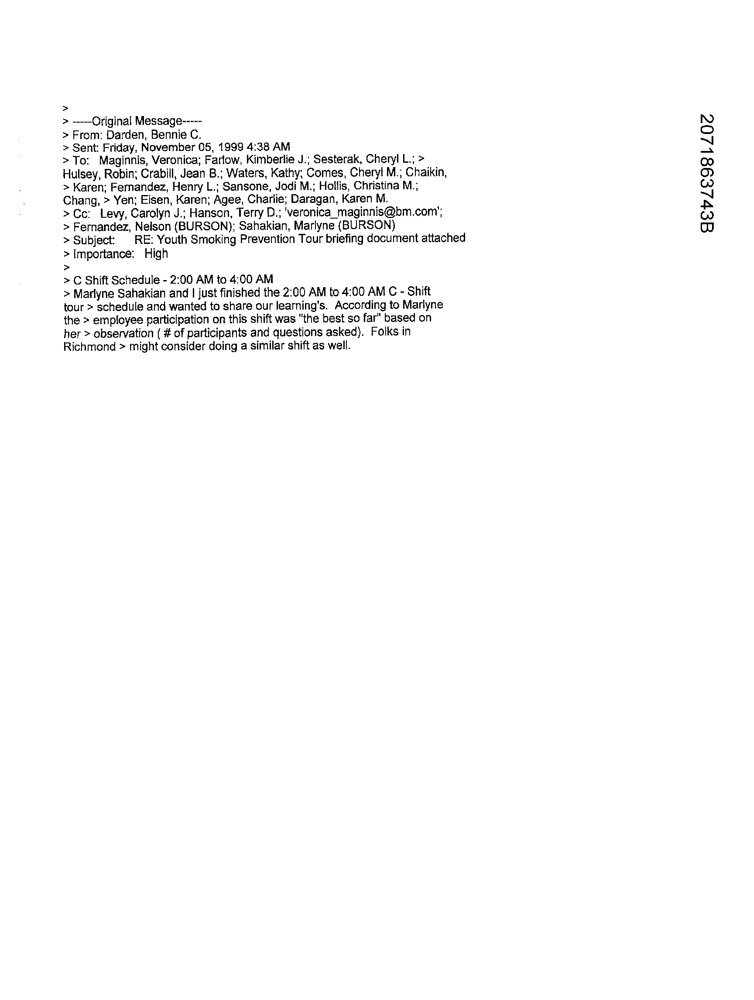 >
> -----Original Message-----
> From: Darden, Bennie C.
> Sent: Friday, November 05, 1999 4:38 AM
> To: Maginnis, Veronica; Farlow, Kimberlie J.; Sesterak, Cheryl L.; >
Hulsey, Robin; Crabill, Jean B.; Waters, Kathy; Comes, Cheryl M.; Chaikin,
> Karen; Fernandez, Henry L.; Sansone, Jodi M.; Hollis, Christina M.;
Chang, > Yen; Eisen, Karen; Agee, Charlie; Daragan, Karen M.
> Cc: Levy, Carolyn J.; Hanson, Terry D.; 'veronica_maginnis@bm.com';
> Fernandez, Nelson (BURSON); Sahakian, Marlyne (BURSON)
> Subject: RE: Youth Smoking Prevention Tour briefing document attached
> Importance: High
>
> C Shift Schedule - 2:00 AM to 4:00 AM
> Marlyne Sahakian and I just finished the 2:00 AM to 4:00 AM C - Shift
tour > schedule and wanted to share our learning's. According to Marlyne
the > employee participation on this shift was "the best so far" based on
her > observation ( # of participants and questions asked). Folks in
Richmond > might consider doing a similar shift as well.
2071863743B